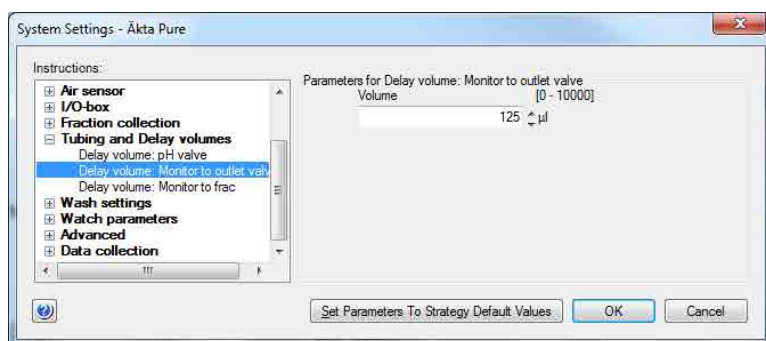 System Settings - Äkta Pure
Instructions:
Air sensor
I/O-box
Fraction collection
Tubing and Delay volumes
Delay volume: pH valve
Delay volume: Monitor to outlet valv
Delay volume: Monitor to frac
Wash settings
Watch parameters
Advanced
Data collection
Parameters for Delay volume: Monitor to outlet valve
Volume [0 - 10000]
125 µl
Set Parameters To Strategy Default Values OK Cancel